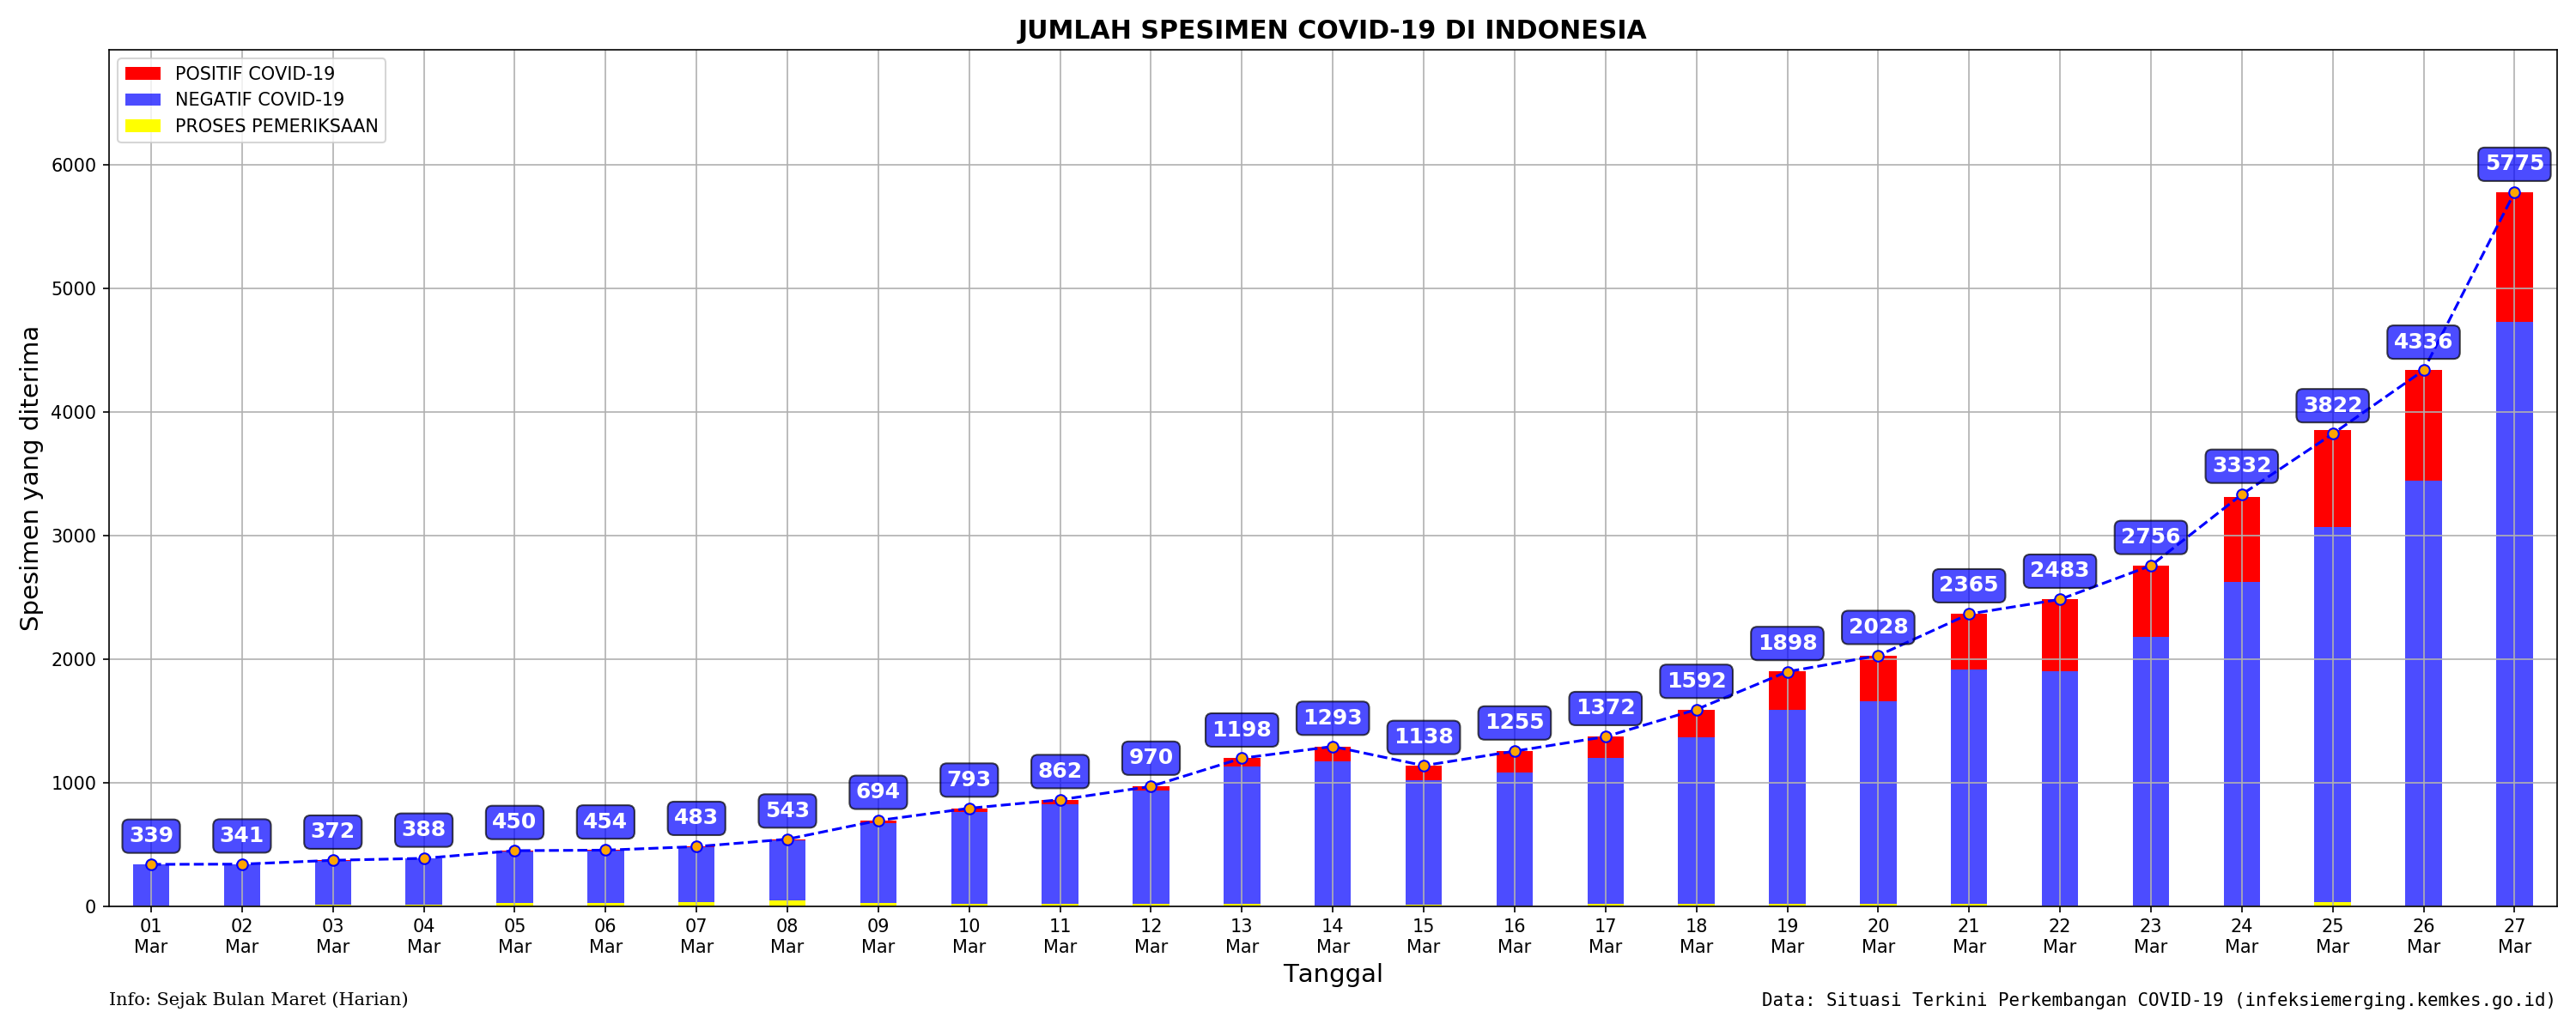 JUMLAH SPESIMEN COVID-19 DI INDONESIA
POSITIF COVID-19
NEGATIF COVID-19
PROSES PEMERIKSAAN
Spesimen yang diterima
6000
5000
4000
3000
2000
1000
0
339 341 372 388 450 454 483 543 694 793 862 970 1198 1293 1138 1255 1372 1592 1898 2028 2365 2483 2756 3332 3822 4336 5775
01 02 03 04 05 06 07 08 09 10 11 12 13 14 15 16 17 18 19 20 21 22 23 24 25 26 27
Mar Mar Mar Mar Mar Mar Mar Mar Mar Mar Mar Mar Mar Mar Mar Mar Mar Mar Mar Mar Mar Mar Mar Mar Mar Mar Mar
Tanggal
Info: Sejak Bulan Maret (Harian)
Data: Situasi Terkini Perkembangan COVID-19 (infeksiemerging.kemkes.go.id)